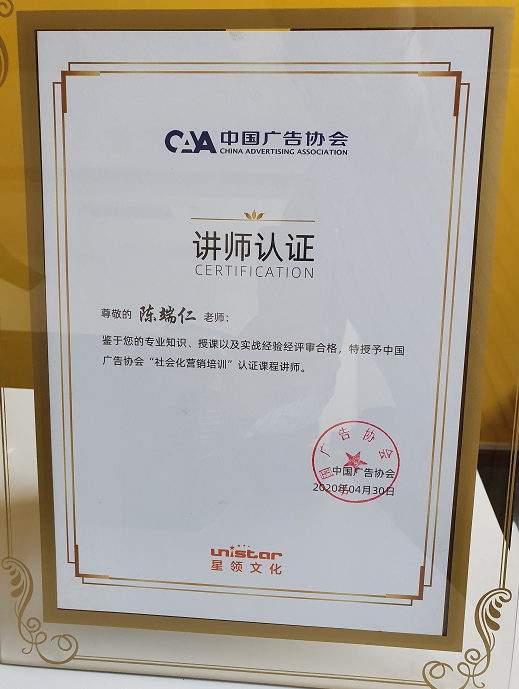 CAA 中国广告协会
CHINA ADVERTISING ASSOCIATION
讲师认证
CERTIFICATION
尊敬的 陈端仁 老师：
鉴于您的专业知识、授课以及实战经验经评审合格，特授予中国
广告协会“社会化营销培训”认证课程讲师。
中国广告协会
中国广告协会
2020年04月30日
unistar
星领文化